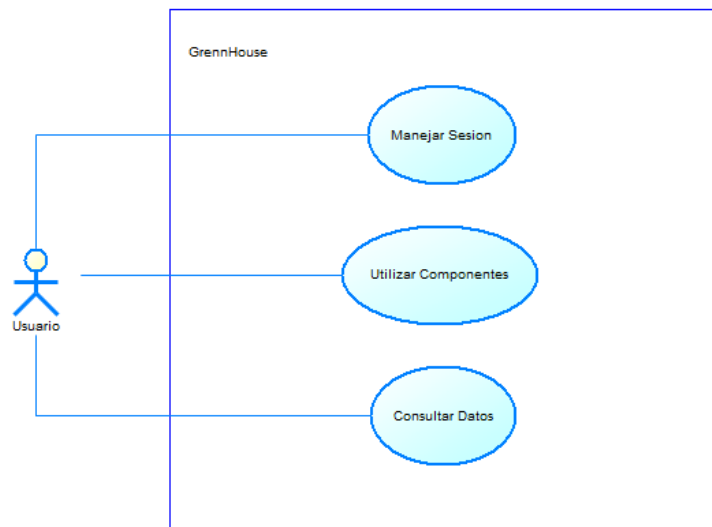 GrennHouse
Manejar Sesion
Utilizar Componentes
Usuario
Consultar Datos